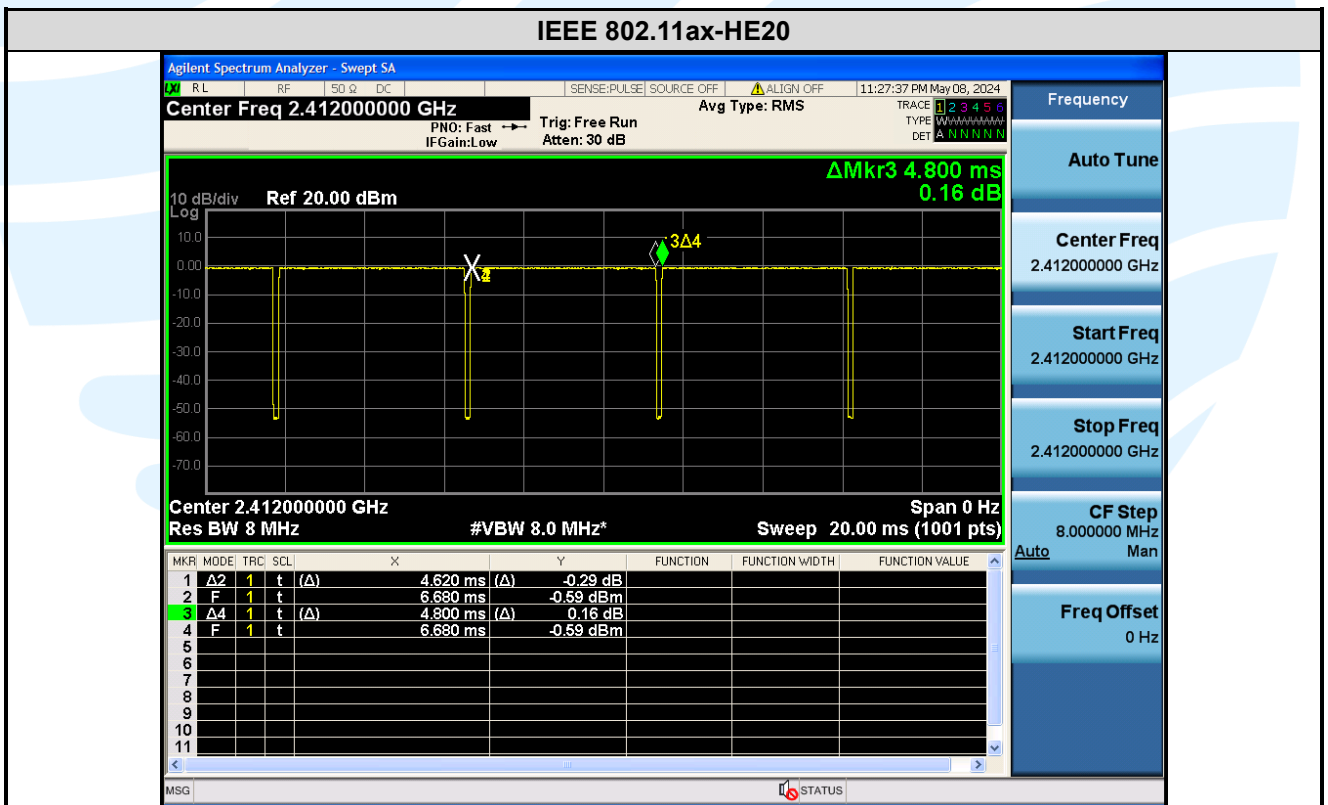 IEEE 802.11ax-HE20
Agilent Spectrum Analyzer - Swept SA
LXI RL RF 50 Ω DC SENSE:PULSE SOURCE OFF ALIGN OFF 11:27:37 PM May 08, 2024
Center Freq 2.412000000 GHz
PNO: Fast
IFGain:Low
Trig: Free Run
Atten: 30 dB
Avg Type: RMS
TRACE 1 2 3 4 5 6
TYPE WWWWWW
DET A N N N N N
ΔMkr3 4.800 ms
0.16 dB
10 dB/div Ref 20.00 dBm
Log
10.0
0.00
-10.0
-20.0
-30.0
-40.0
-50.0
-60.0
-70.0
3Δ4
Center 2.412000000 GHz Span 0 Hz
Res BW 8 MHz #VBW 8.0 MHz* Sweep 20.00 ms (1001 pts)
MKR MODE TRC SCL X Y FUNCTION FUNCTION WIDTH FUNCTION VALUE
1 Δ2 1 t (Δ) 4.620 ms (Δ) -0.29 dB
2 F 1 t 6.680 ms -0.59 dBm
3 Δ4 1 t (Δ) 4.800 ms (Δ) 0.16 dB
4 F 1 t 6.680 ms -0.59 dBm
5
6
7
8
9
10
11
MSG STATUS
Frequency
Auto Tune
Center Freq
2.412000000 GHz
Start Freq
2.412000000 GHz
Stop Freq
2.412000000 GHz
CF Step
8.000000 MHz
Auto Man
Freq Offset
0 Hz